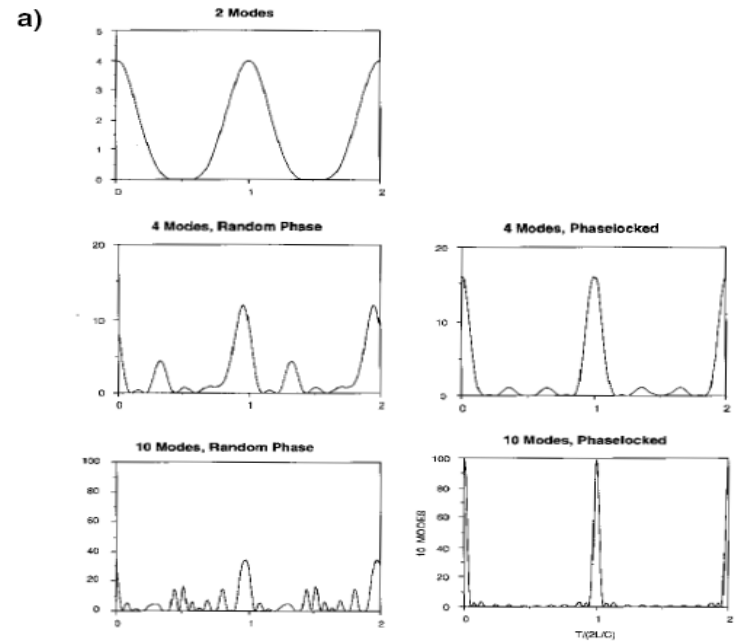 a)
2 Modes
5
4
3
2
1
0
0 1 2
4 Modes, Random Phase
20
10
0
0 1 2
4 Modes, Phaselocked
20
10
0
0 1 2
10 Modes, Random Phase
100
80
60
40
20
0
0 1 2
10 Modes, Phaselocked
100
80
60
40
20
0
10 MODES
0 1 2
T/(2L/C)